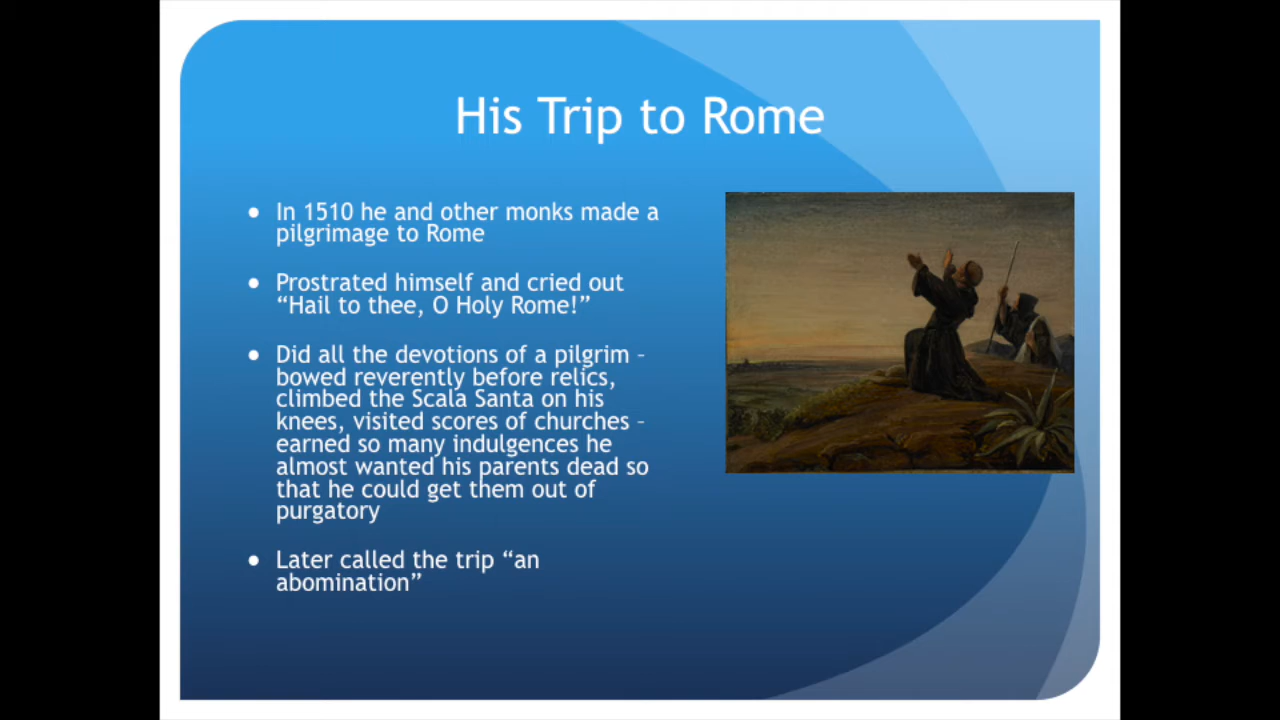 His Trip to Rome
• In 1510 he and other monks made a
pilgrimage to Rome
• Prostrated himself and cried out
“Hail to thee, O Holy Rome!”
• Did all the devotions of a pilgrim –
bowed reverently before relics,
climbed the Scala Santa on his
knees, visited scores of churches –
earned so many indulgences he
almost wanted his parents dead so
that he could get them out of
purgatory
• Later called the trip “an
abomination”